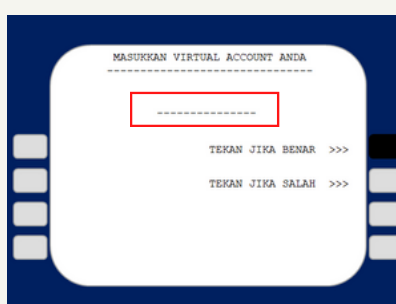 MASUKKAN VIRTUAL ACCOUNT ANDA
-------------------------------
---------------
TEKAN JIKA BENAR >>>
TEKAN JIKA SALAH >>>